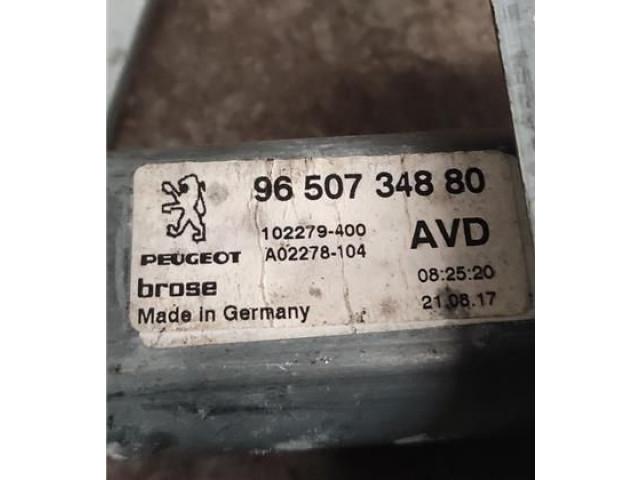 96 507 348 80
102279-400
A02278-104
AVD
PEUGEOT
brose
Made in Germany
08:25:20
21.08.17